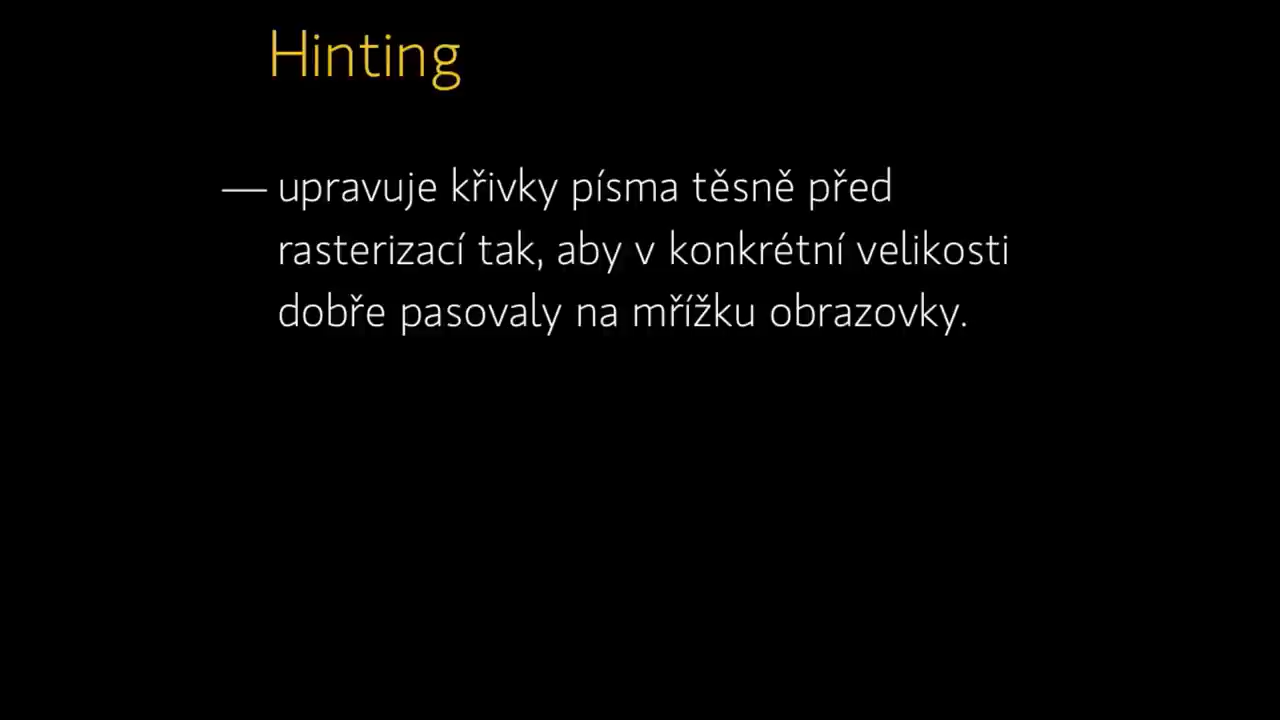 Hinting
— upravuje křivky písma těsně před
rasterizací tak, aby v konkrétní velikosti
dobře pasovaly na mřížku obrazovky.